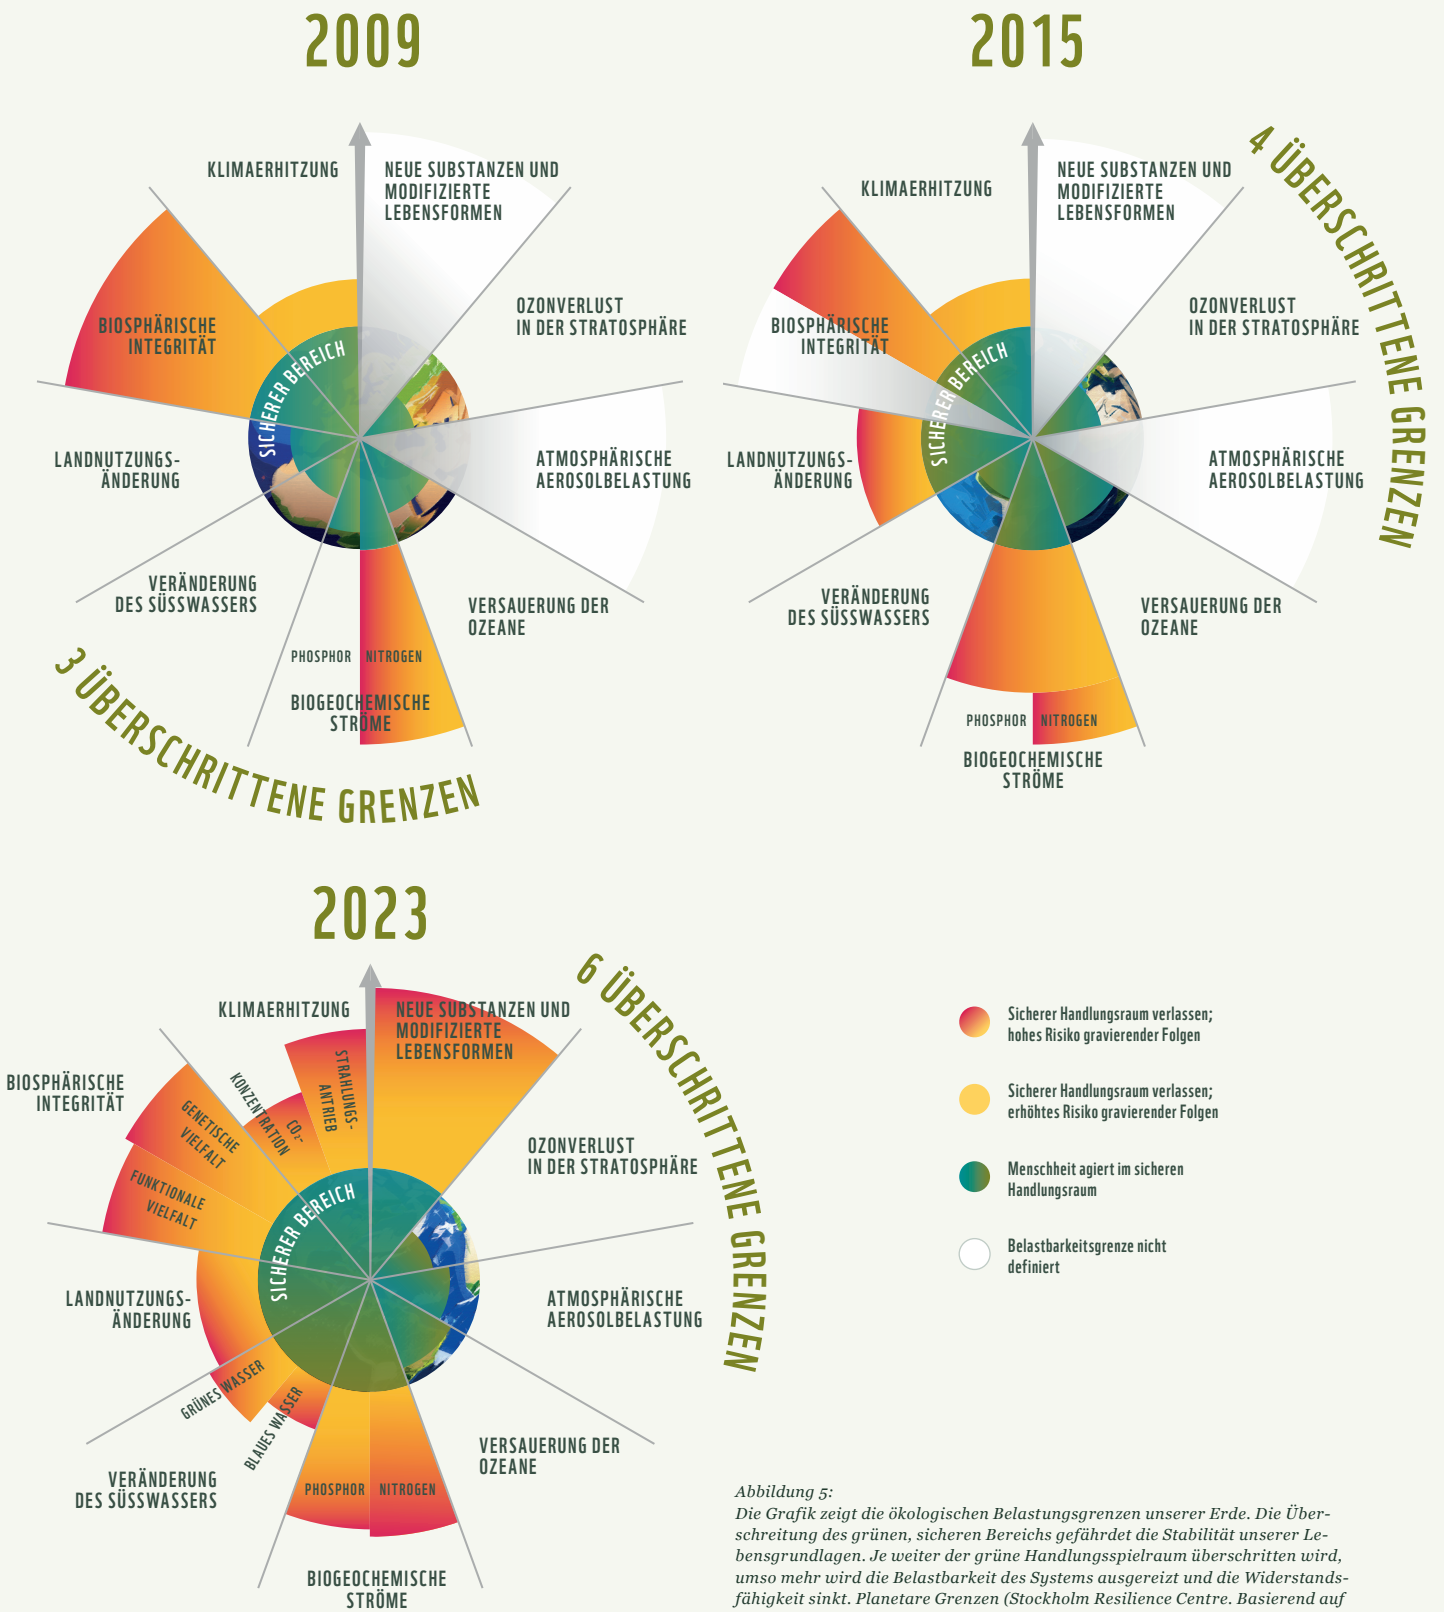 2009
KLIMAERHITZUNG
NEUE SUBSTANZEN UND
MODIFIZIERTE
LEBENSFORMEN
OZONVERLUST
IN DER STRATOSPHÄRE
BIOSPHÄRISCHE
INTEGRITÄT
SICHERER BEREICH
LANDNUTZUNGS-
ÄNDERUNG
ATMOSPHÄRISCHE
AEROSOLBELASTUNG
VERÄNDERUNG
DES SÜSSWASSERS
VERSAUERUNG DER
OZEANE
PHOSPHOR
NITROGEN
BIOGEOCHEMISCHE
STRÖME
3 ÜBERSCHRITTENE GRENZEN
2015
KLIMAERHITZUNG
NEUE SUBSTANZEN UND
MODIFIZIERTE
LEBENSFORMEN
4 ÜBERSCHRITTENE GRENZEN
OZONVERLUST
IN DER STRATOSPHÄRE
BIOSPHÄRISCHE
INTEGRITÄT
SICHERER BEREICH
LANDNUTZUNGS-
ÄNDERUNG
ATMOSPHÄRISCHE
AEROSOLBELASTUNG
VERÄNDERUNG
DES SÜSSWASSERS
VERSAUERUNG DER
OZEANE
PHOSPHOR
NITROGEN
BIOGEOCHEMISCHE
STRÖME
2023
KLIMAERHITZUNG
NEUE SUBSTANZEN UND
MODIFIZIERTE
LEBENSFORMEN
6 ÜBERSCHRITTENE GRENZEN
STRAHLUNGS-
ANTRIEB
CO₂-
KONZENTRATION
BIOSPHÄRISCHE
INTEGRITÄT
GENETISCHE
VIELFALT
FUNKTIONALE
VIELFALT
OZONVERLUST
IN DER STRATOSPHÄRE
SICHERER BEREICH
LANDNUTZUNGS-
ÄNDERUNG
ATMOSPHÄRISCHE
AEROSOLBELASTUNG
GRÜNES WASSER
BLAUES WASSER
VERÄNDERUNG
DES SÜSSWASSERS
VERSAUERUNG DER
OZEANE
PHOSPHOR
NITROGEN
BIOGEOCHEMISCHE
STRÖME
Sicherer Handlungsraum verlassen;
hohes Risiko gravierender Folgen
Sicherer Handlungsraum verlassen;
erhöhtes Risiko gravierender Folgen
Menschheit agiert im sicheren
Handlungsraum
Belastbarkeitsgrenze nicht
definiert
Abbildung 5:
Die Grafik zeigt die ökologischen Belastungsgrenzen unserer Erde. Die Über-
schreitung des grünen, sicheren Bereichs gefährdet die Stabilität unserer Le-
bensgrundlagen. Je weiter der grüne Handlungsspielraum überschritten wird,
umso mehr wird die Belastbarkeit des Systems ausgereizt und die Widerstands-
fähigkeit sinkt. Planetare Grenzen (Stockholm Resilience Centre. Basierend auf